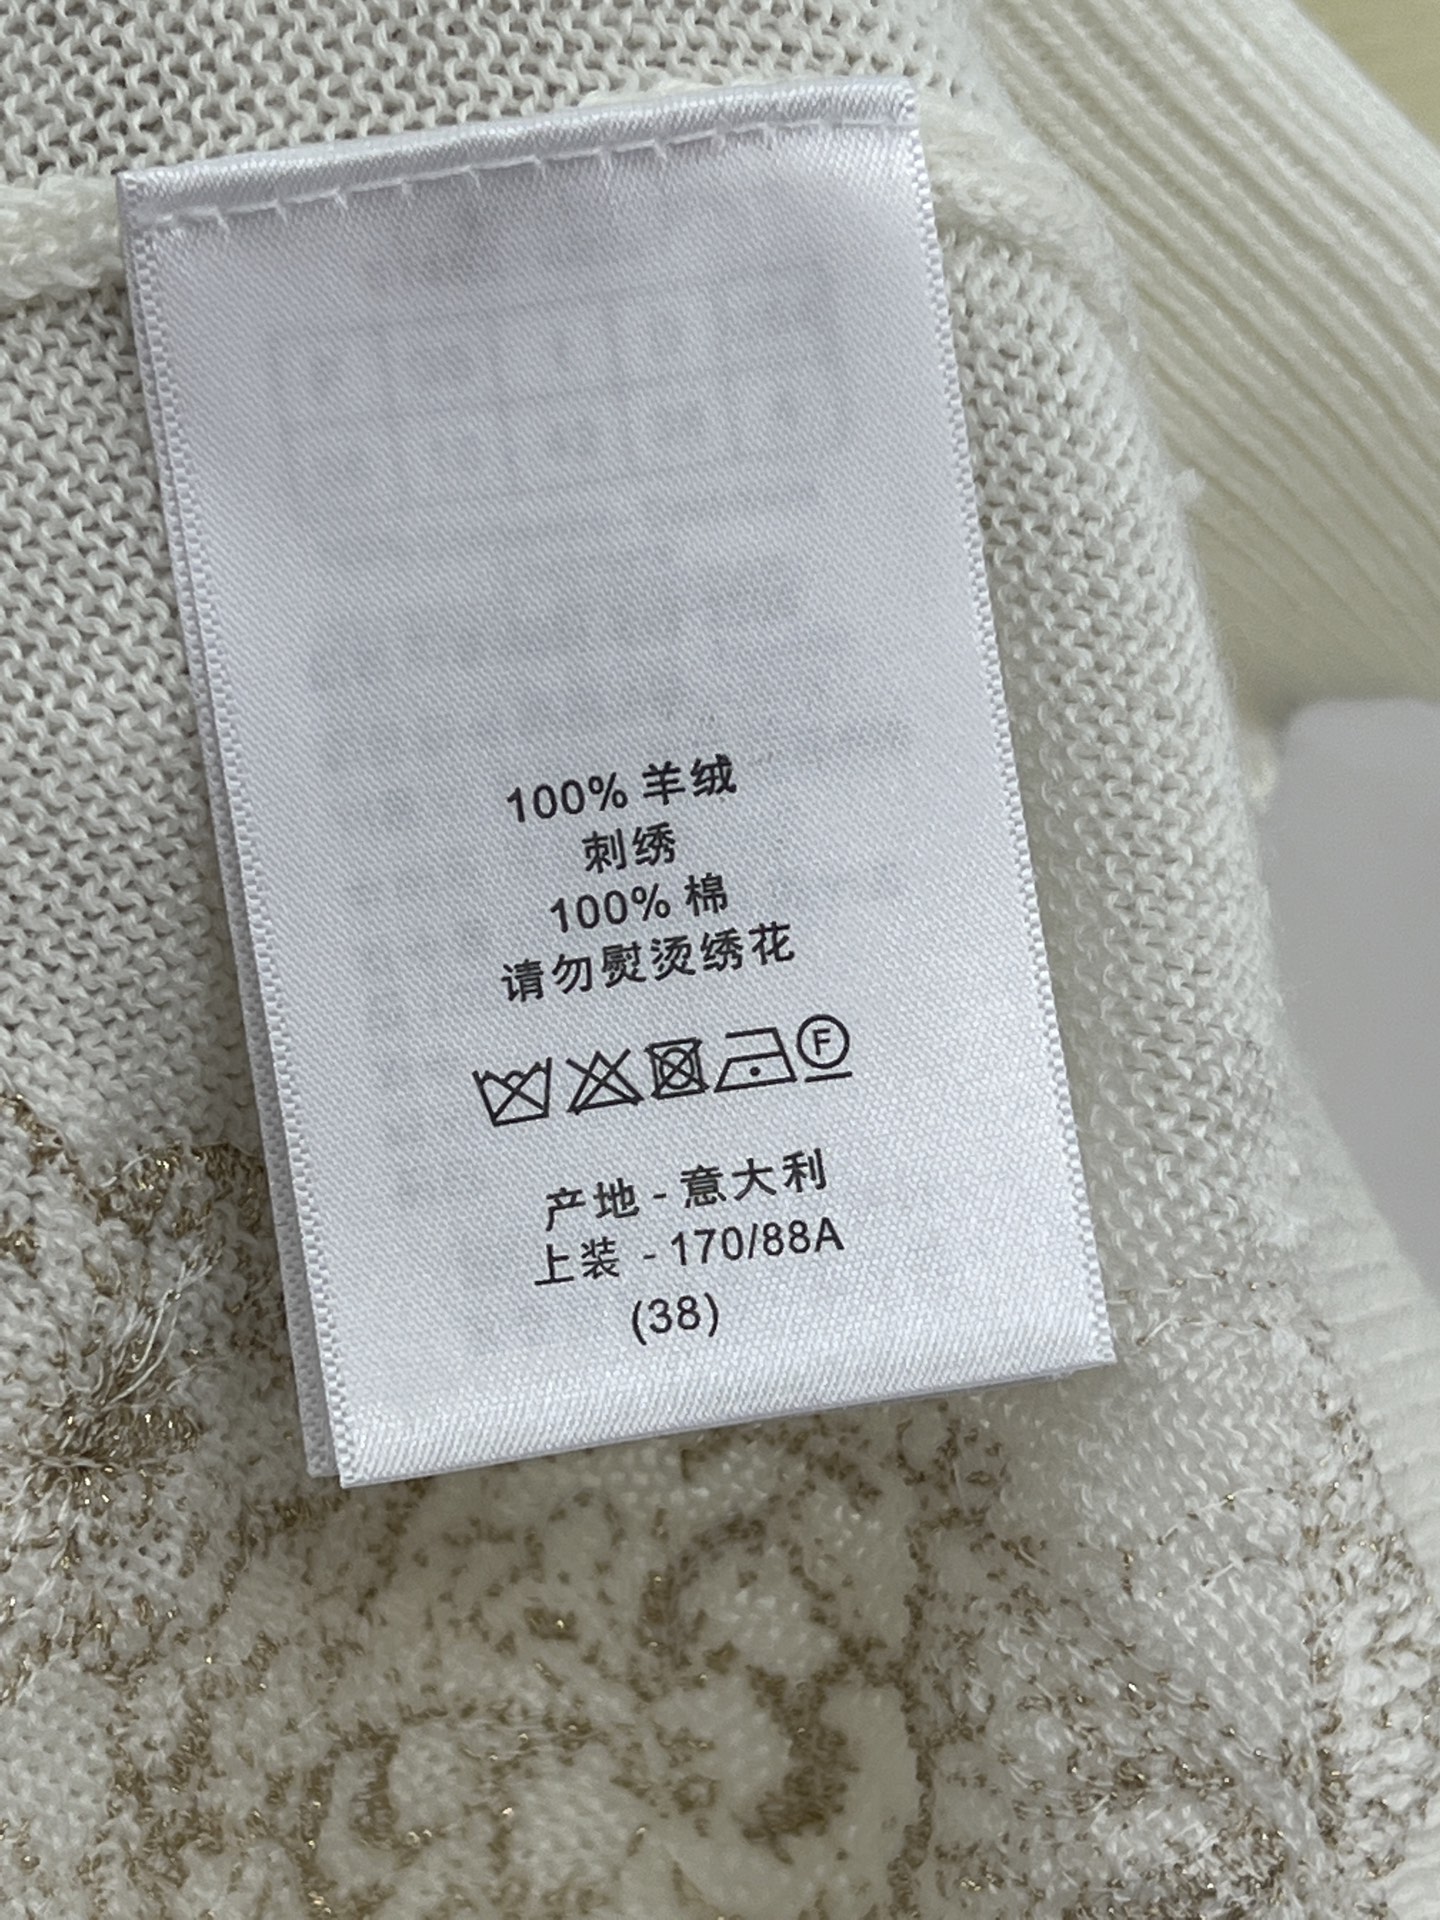 100% 羊绒
刺绣
100% 棉
请勿熨烫绣花
F
产地 - 意大利
上装 - 170/88A
(38)